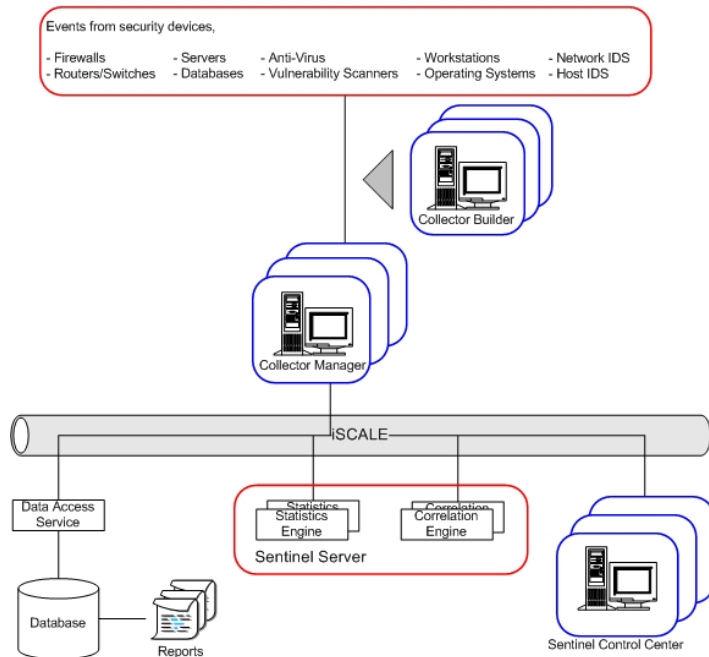 Events from security devices,
- Firewalls - Servers - Anti-Virus - Workstations - Network IDS
- Routers/Switches - Databases - Vulnerability Scanners - Operating Systems - Host IDS
Collector Builder
Collector Manager
iSCALE
Data Access
Service
Statistics
Statistics
Engine
Correlation
Correlation
Engine
Sentinel Server
Database
Reports
Sentinel Control Center